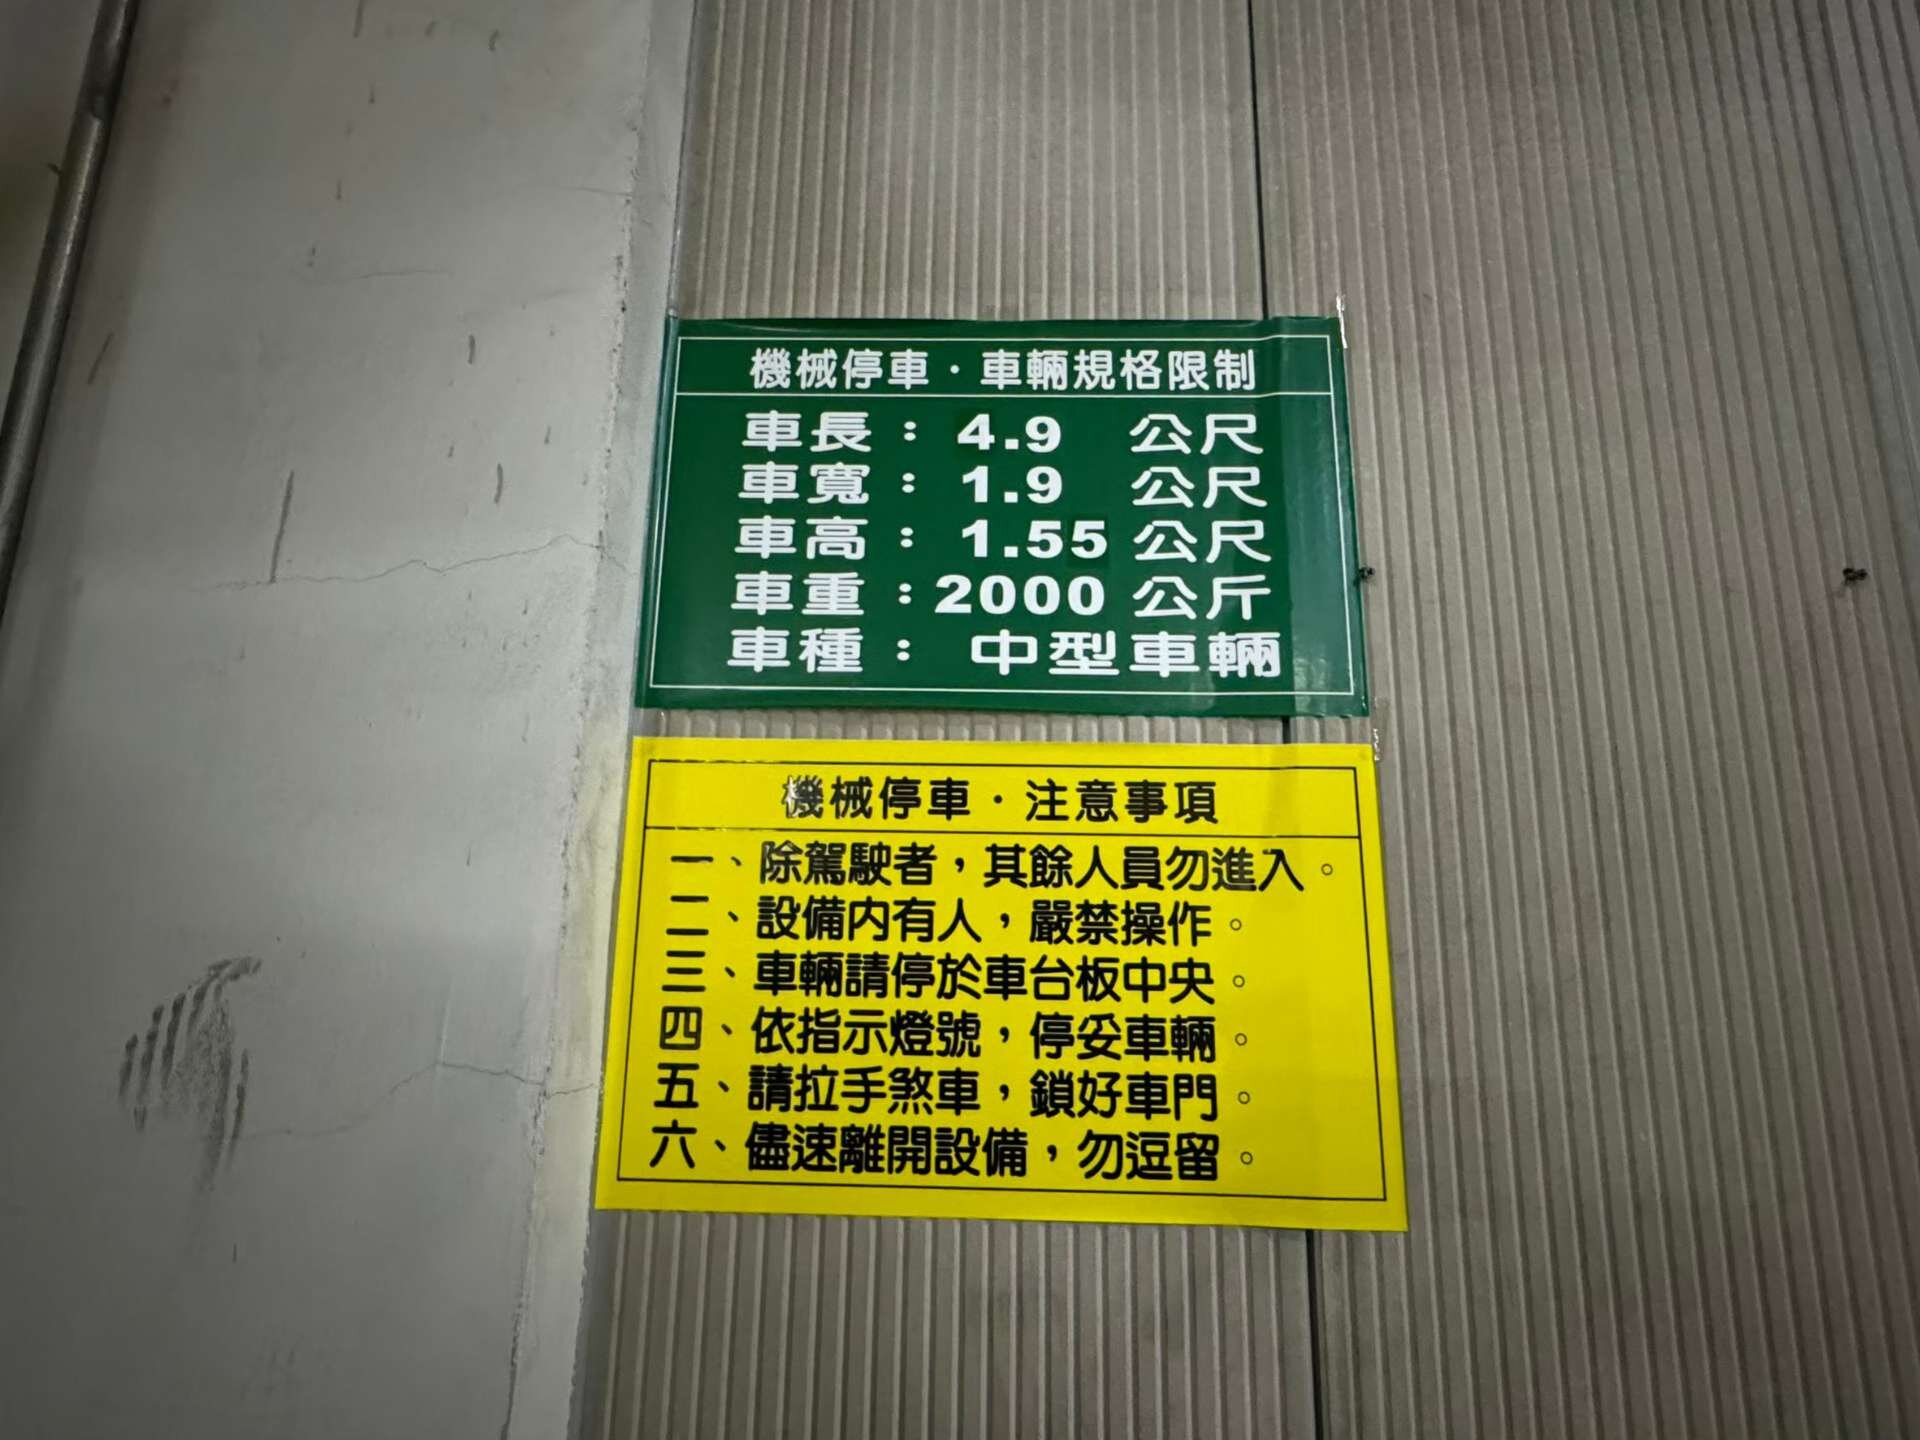 機械停車·車輛規格限制
車長：4.9 公尺
車寬：1.9 公尺
車高：1.55 公尺
車重：2000 公斤
車種：中型車輛
機械停車·注意事項
一、除駕駛者，其餘人員勿進入。
二、設備內有人，嚴禁操作。
三、車輛請停於車台板中央。
四、依指示燈號，停妥車輛。
五、請拉手煞車，鎖好車門。
六、儘速離開設備，勿逗留。